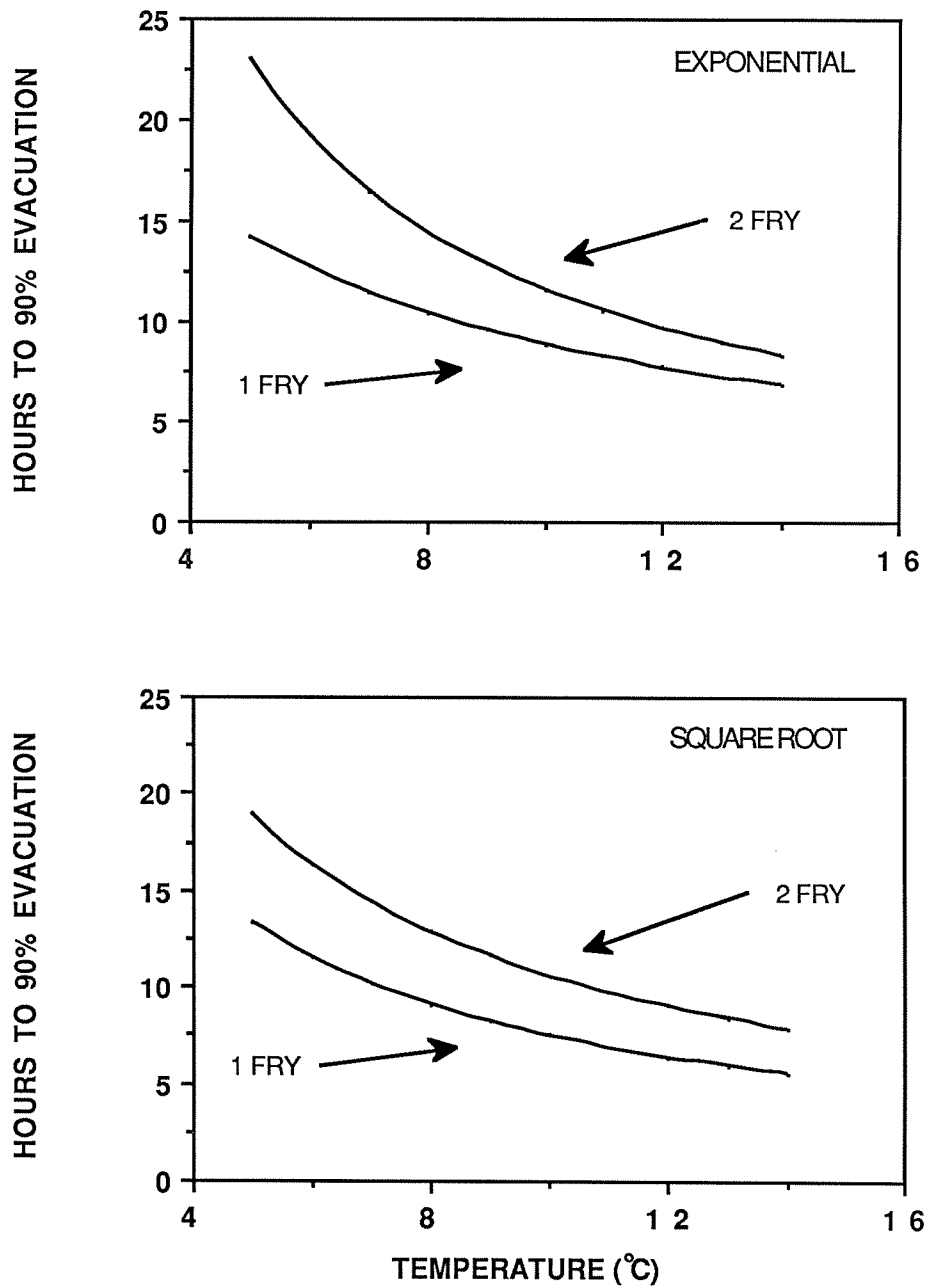 HOURS TO 90% EVACUATION
25
20
15
10
5
0
EXPONENTIAL
2 FRY
1 FRY
4 8 1 2 1 6
HOURS TO 90% EVACUATION
25
20
15
10
5
0
SQUARE ROOT
2 FRY
1 FRY
4 8 1 2 1 6
TEMPERATURE (°C)